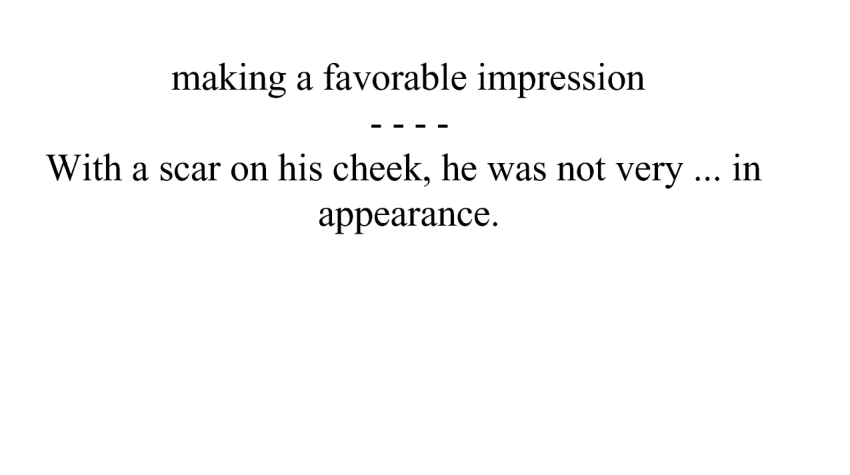 making a favorable impression
- - - -
With a scar on his cheek, he was not very ... in
appearance.